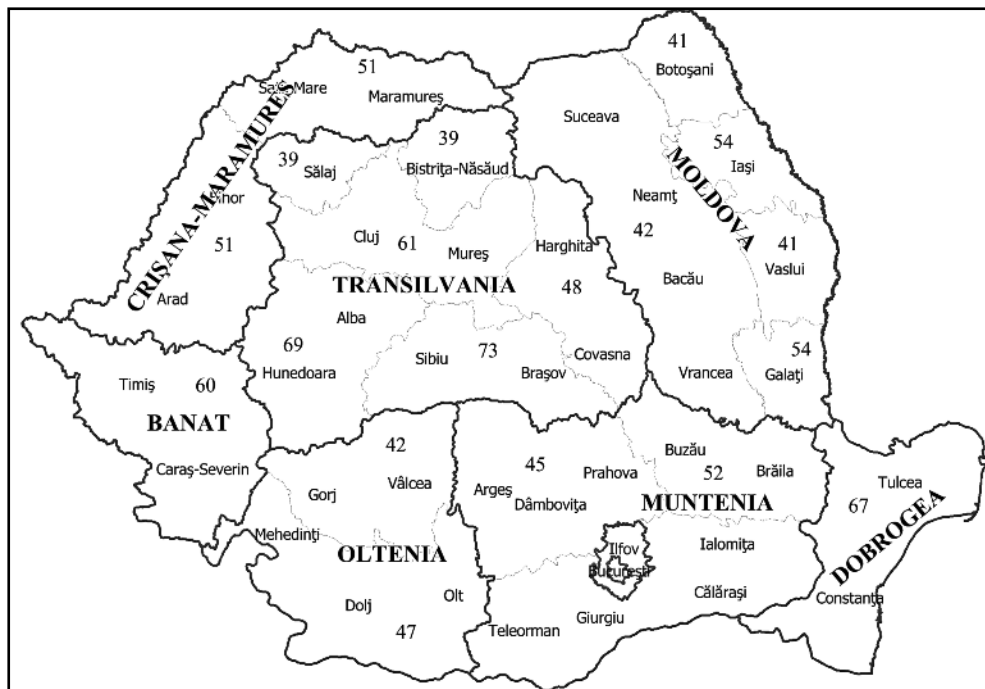 51
Maramureş
41
Botoşani
Suceava
54
Iaşi
CRIŞANA-MARAMUREŞ
39
Sălaj
39
Bistriţa-Năsăud
Neamţ
42
MOLDOVA
41
Vaslui
Cluj
61
Mureş
Harghita
48
51
Arad
TRANSILVANIA
Bacău
Alba
69
Hunedoara
Sibiu
73
Braşov
Covasna
Vrancea
54
Galaţi
Timiş
60
BANAT
Caraş-Severin
42
Vâlcea
Gorj
Mehedinţi
OLTENIA
Dolj
Olt
47
45
Argeş
Prahova
Dâmboviţa
Buzău
52
Brăila
MUNTENIA
Ilfov
Bucureşti
Ialomiţa
Călăraşi
Giurgiu
Teleorman
Tulcea
67
DOBROGEA
Constanţa